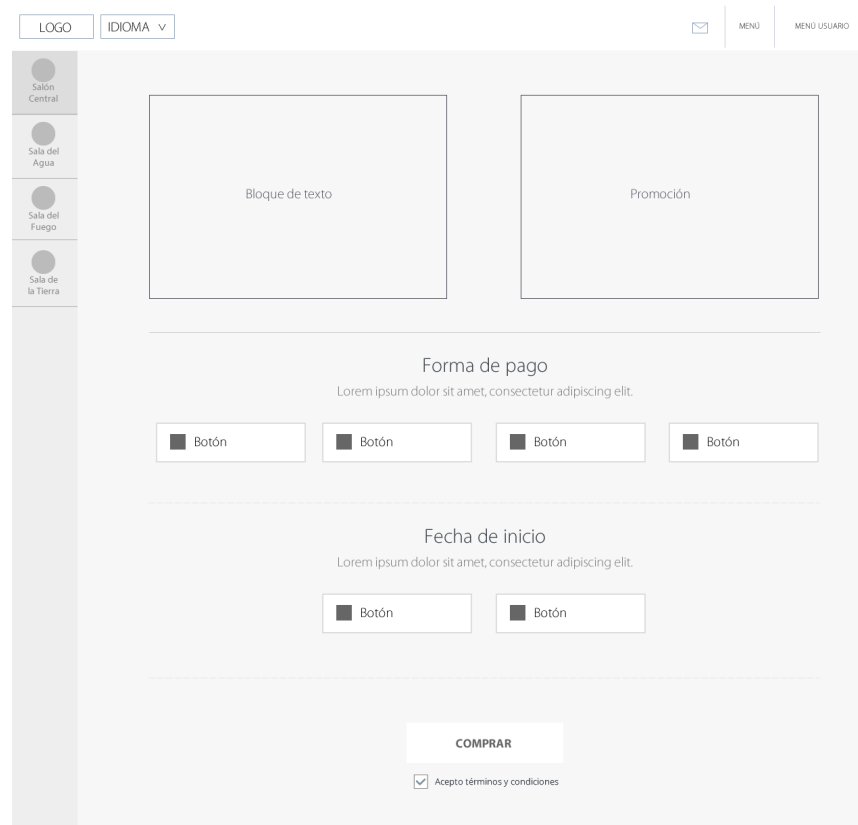 LOGO
IDIOMA
MENÚ
MENÚ USUARIO
Salón
Central
Sala del
Agua
Sala del
Fuego
Sala de
la Tierra
Bloque de texto
Promoción
Forma de pago
Lorem ipsum dolor sit amet, consectetur adipiscing elit.
Botón
Botón
Botón
Botón
Fecha de inicio
Lorem ipsum dolor sit amet, consectetur adipiscing elit.
Botón
Botón
COMPRAR
Acepto términos y condiciones